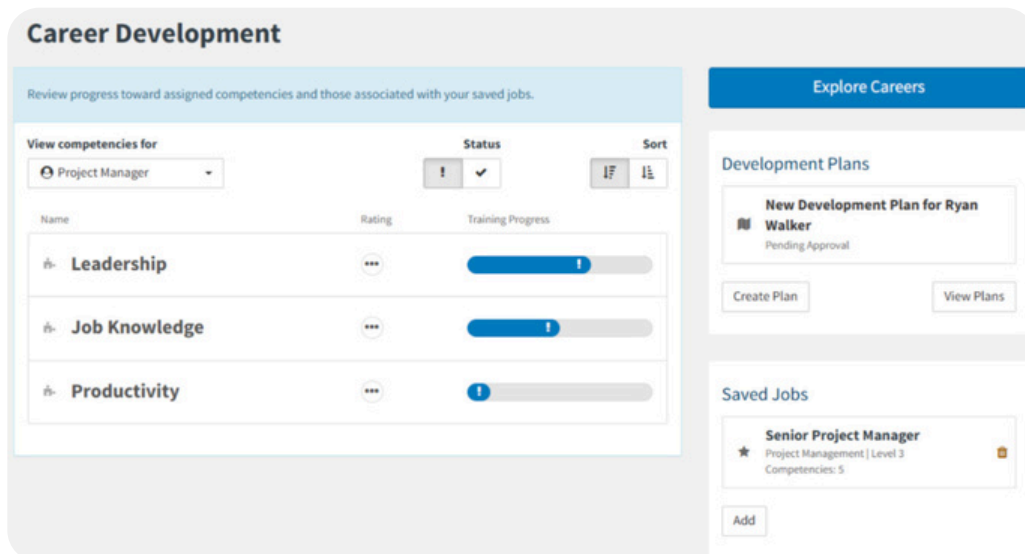 Career Development
Review progress toward assigned competencies and those associated with your saved jobs.
View competencies for
Project Manager
Status
Sort
Name
Rating
Training Progress
Leadership
Job Knowledge
Productivity
Explore Careers
Development Plans
New Development Plan for Ryan
Walker
Pending Approval
Create Plan
View Plans
Saved Jobs
Senior Project Manager
Project Management | Level 3
Competencies: 5
Add